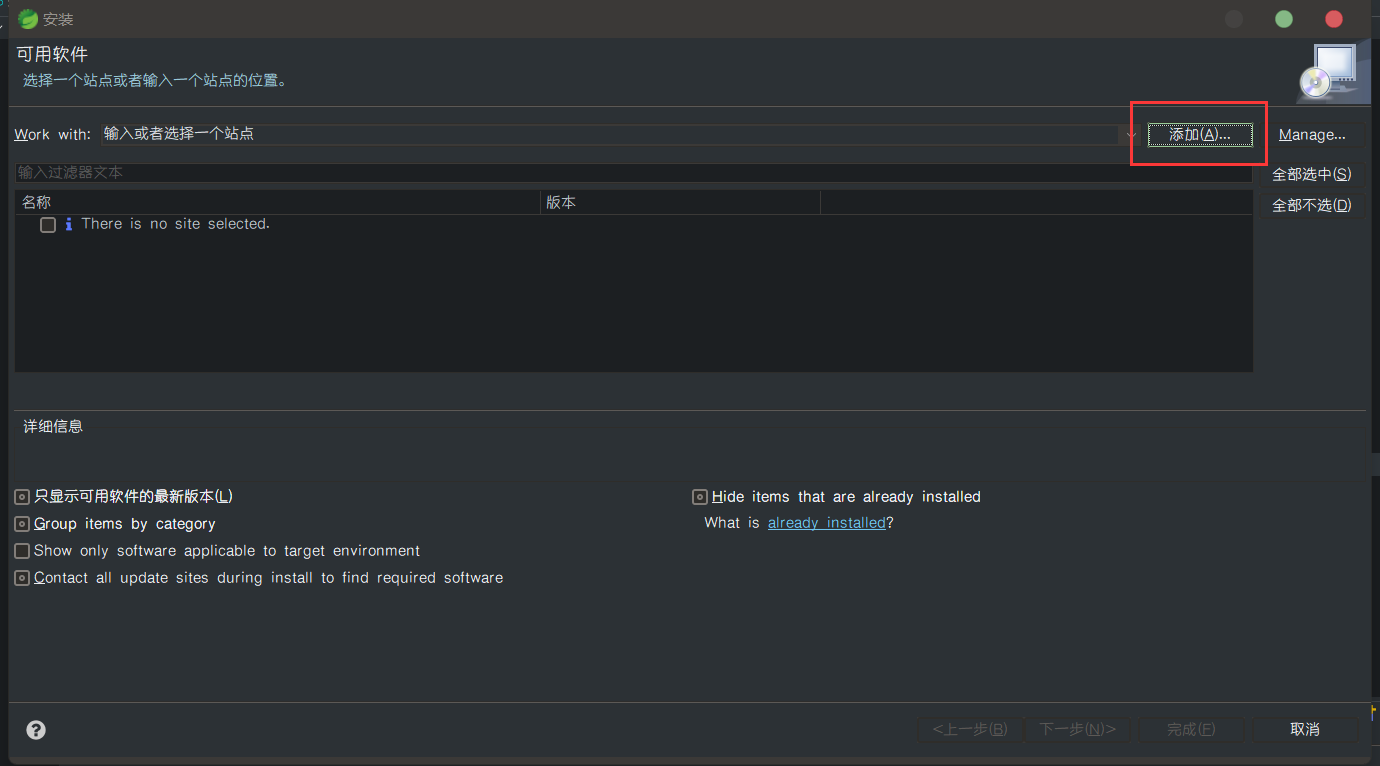 安装
可用软件
选择一个站点或者输入一个站点的位置。
Work with: 输入或者选择一个站点 添加(A)... Manage...
输入过滤器文本 全部选中(S)
名称 版本 全部不选(D)
There is no site selected.
详细信息
只显示可用软件的最新版本(L) Hide items that are already installed
Group items by category What is already installed?
Show only software applicable to target environment
Contact all update sites during install to find required software
? <上一步(B) 下一步(N)> 完成(F) 取消